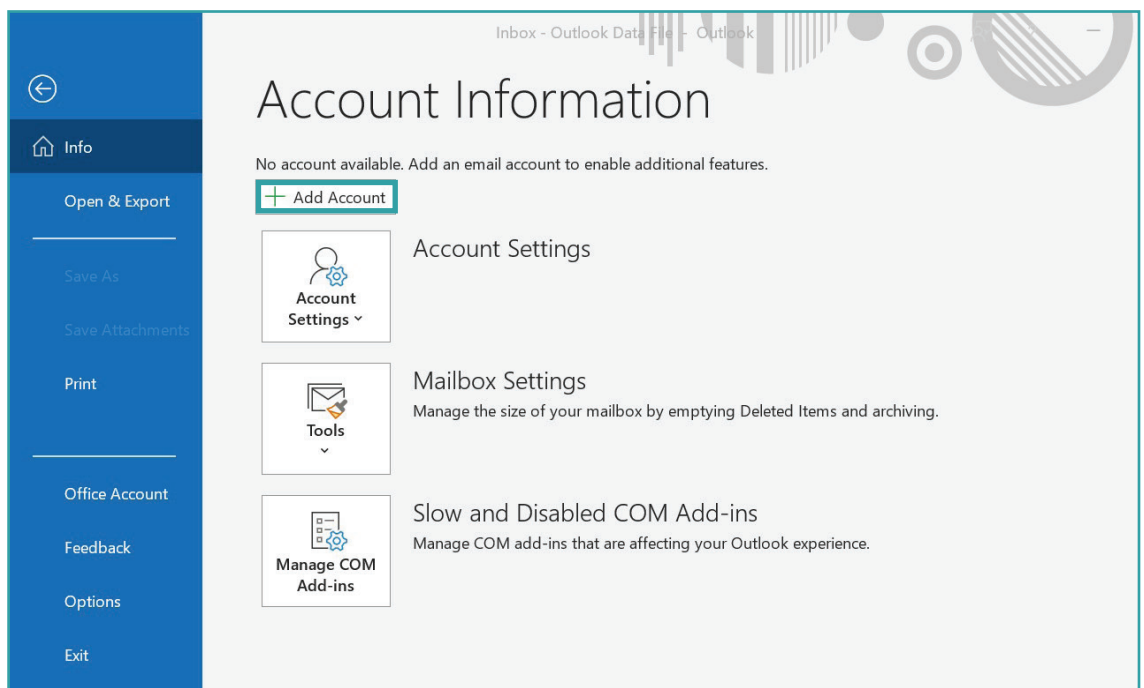 Inbox - Outlook Data File - Outlook
Account Information
Info
No account available. Add an email account to enable additional features.
Open & Export
Add Account
Account Settings
Save As
Account
Settings
Save Attachments
Print
Mailbox Settings
Manage the size of your mailbox by emptying Deleted Items and archiving.
Tools
Office Account
Slow and Disabled COM Add-ins
Manage COM add-ins that are affecting your Outlook experience.
Feedback
Manage COM
Add-ins
Options
Exit